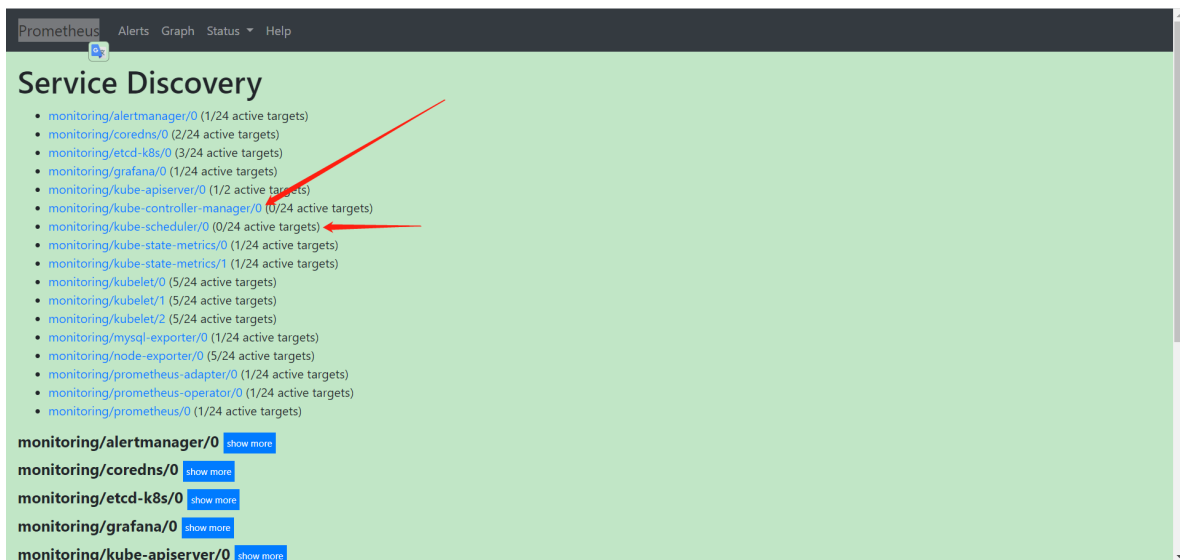 Prometheus Alerts Graph Status Help
Service Discovery
monitoring/alertmanager/0 (1/24 active targets)
monitoring/coredns/0 (2/24 active targets)
monitoring/etcd-k8s/0 (3/24 active targets)
monitoring/grafana/0 (1/24 active targets)
monitoring/kube-apiserver/0 (1/2 active targets)
monitoring/kube-controller-manager/0 (0/24 active targets)
monitoring/kube-scheduler/0 (0/24 active targets)
monitoring/kube-state-metrics/0 (1/24 active targets)
monitoring/kube-state-metrics/1 (1/24 active targets)
monitoring/kubelet/0 (5/24 active targets)
monitoring/kubelet/1 (5/24 active targets)
monitoring/kubelet/2 (5/24 active targets)
monitoring/mysql-exporter/0 (1/24 active targets)
monitoring/node-exporter/0 (5/24 active targets)
monitoring/prometheus-adapter/0 (1/24 active targets)
monitoring/prometheus-operator/0 (1/24 active targets)
monitoring/prometheus/0 (1/24 active targets)
monitoring/alertmanager/0 show more
monitoring/coredns/0 show more
monitoring/etcd-k8s/0 show more
monitoring/grafana/0 show more
monitoring/kube-apiserver/0 show more